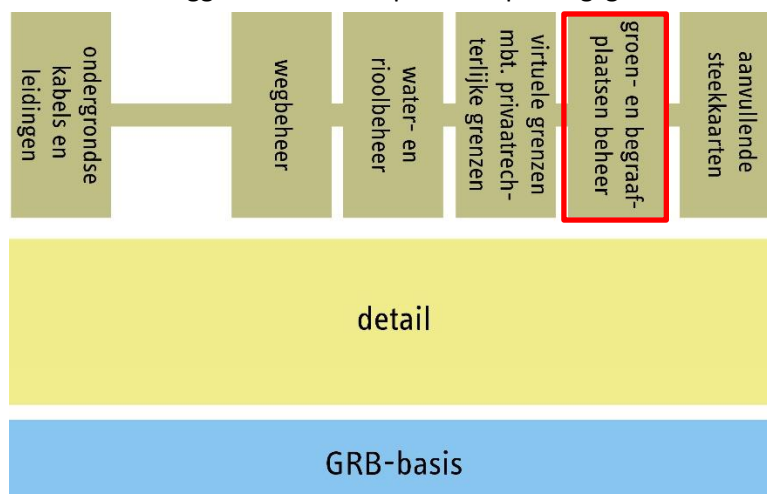 ondergrondse
kabels en
leidingen
wegbeheer
water- en
rioolbeheer
virtuele grenzen
mbt. privaatrech-
terlijke grenzen
groen- en begraaf-
plaatsen beheer
aanvullende
steekkaarten
detail
GRB-basis